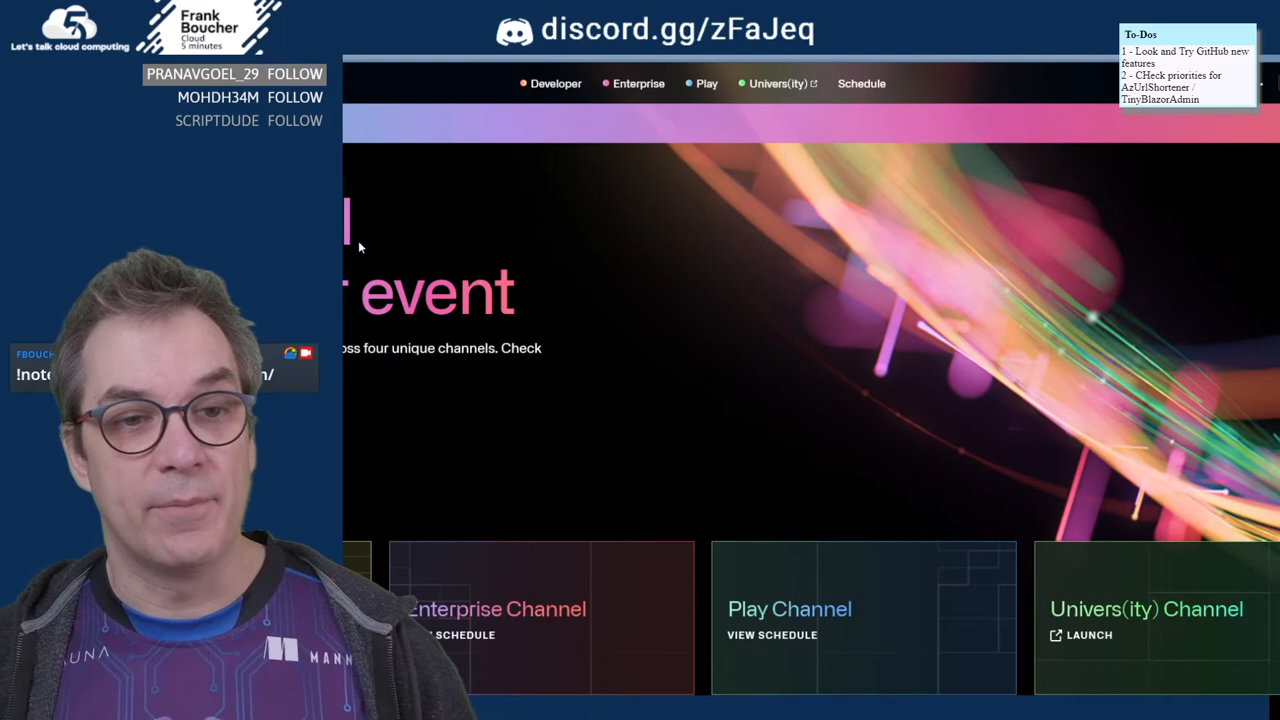 5
Let's talk cloud computing
Frank
Boucher
Cloud
5 minutes
discord.gg/zFaJeq
To-Dos
1 - Look and Try GitHub new
features
2 - CHeck priorities for
AzUrlShortener /
TinyBlazorAdmin
PRANAVGOEL_29 FOLLOW
MOHDH34M FOLLOW
SCRIPTDUDE FOLLOW
Developer
Enterprise
Play
Univers(ity)
Schedule
event
four unique channels. Check
!note
Enterprise Channel
SCHEDULE
Play Channel
VIEW SCHEDULE
Univers(ity) Channel
LAUNCH